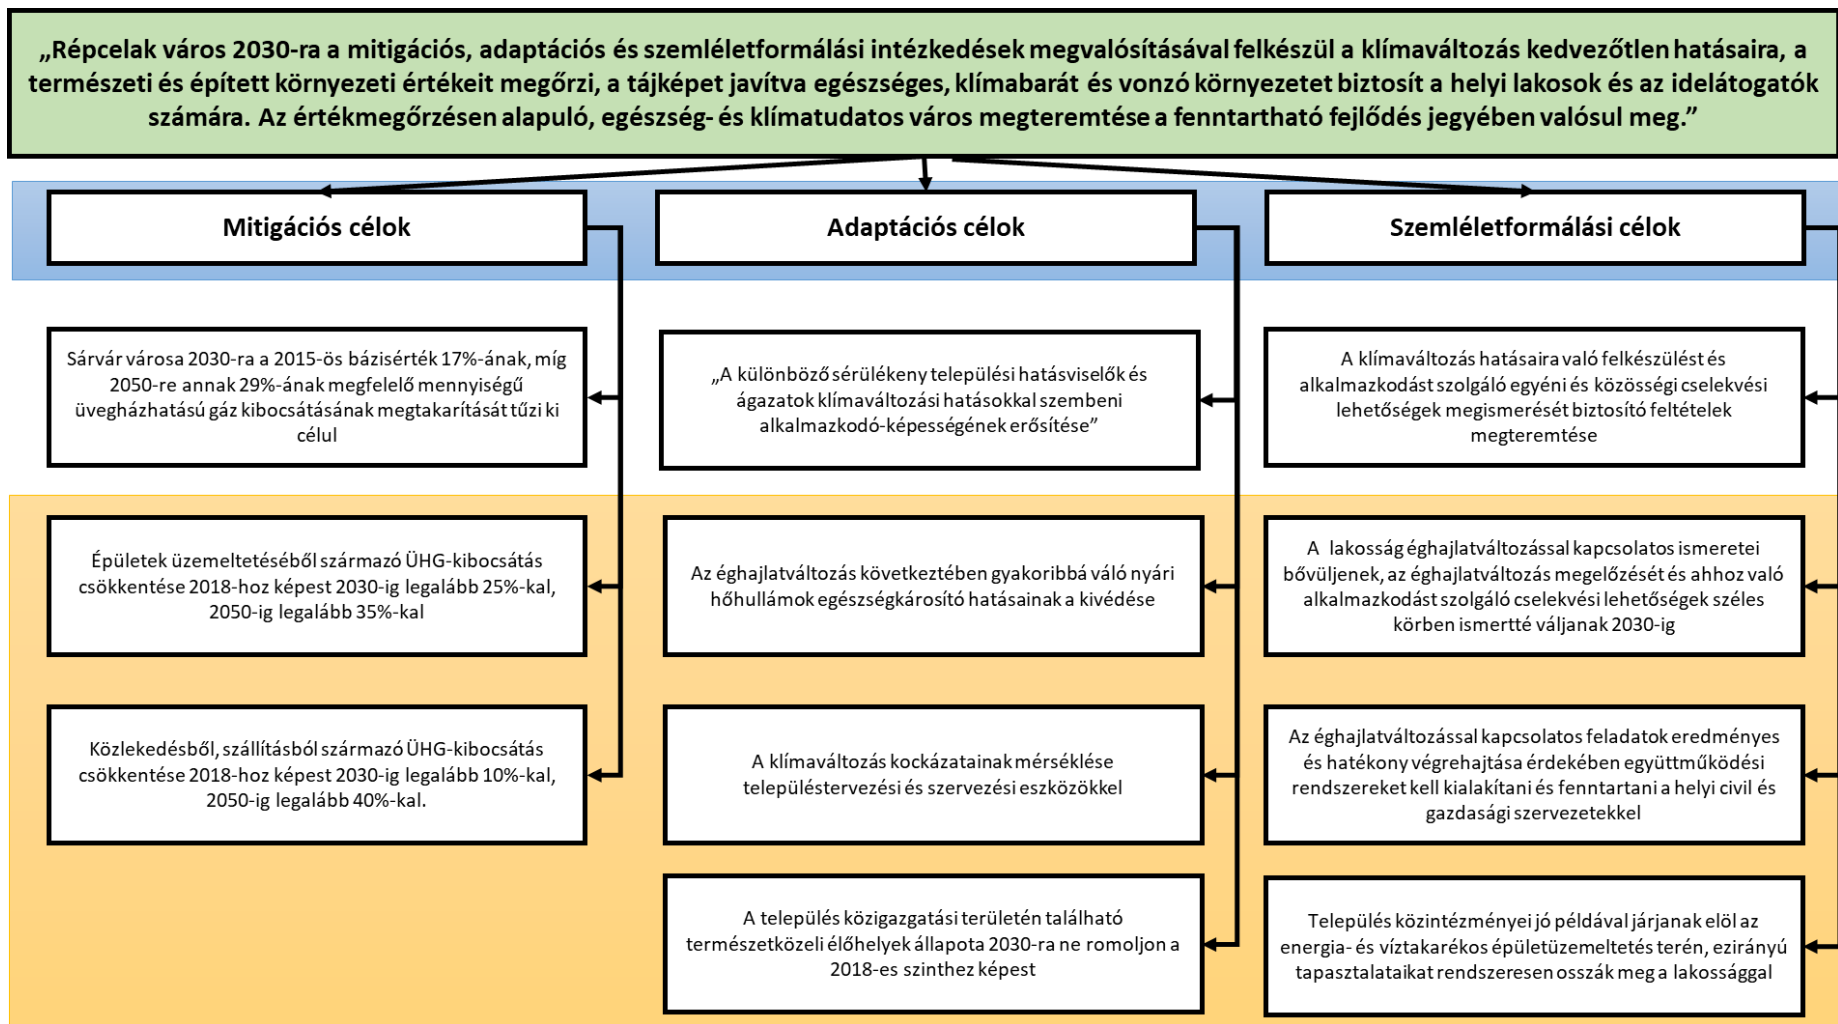 „Répcelak város 2030-ra a mitigációs, adaptációs és szemléletformálási intézkedések megvalósításával felkészül a klímaváltozás kedvezőtlen hatásaira, a
természeti és épített környezeti értékeit megőrzi, a tájképet javítva egészséges, klímabarát és vonzó környezetet biztosít a helyi lakosok és az idelátogatók
számára. Az értékmegőrzésen alapuló, egészség- és klímatudatos város megteremtése a fenntartható fejlődés jegyében valósul meg.”
Mitigációs célok
Adaptációs célok
Szemléletformálási célok
Sárvár városa 2030-ra a 2015-ös bázisérték 17%-ának, míg
2050-re annak 29%-ának megfelelő mennyiségű
üvegházhatású gáz kibocsátásának megtakarítását tűzi ki
célul
„A különböző sérülékeny települési hatásviselők és
ágazatok klímaváltozási hatásokkal szembeni
alkalmazkodó-képességének erősítése”
A klímaváltozás hatásaira való felkészülést és
alkalmazkodást szolgáló egyéni és közösségi cselekvési
lehetőségek megismerését biztosító feltételek
megteremtése
Épületek üzemeltetéséből származó ÜHG-kibocsátás
csökkentése 2018-hoz képest 2030-ig legalább 25%-kal,
2050-ig legalább 35%-kal
Az éghajlatváltozás következtében gyakoribbá váló nyári
hőhullámok egészségkárosító hatásainak a kivédése
A lakosság éghajlatváltozással kapcsolatos ismeretei
bővüljenek, az éghajlatváltozás megelőzését és ahhoz való
alkalmazkodást szolgáló cselekvési lehetőségek széles
körben ismertté váljanak 2030-ig
Közlekedésből, szállításból származó ÜHG-kibocsátás
csökkentése 2018-hoz képest 2030-ig legalább 10%-kal,
2050-ig legalább 40%-kal.
A klímaváltozás kockázatainak mérséklése
településtervezési és szervezési eszközökkel
Az éghajlatváltozással kapcsolatos feladatok eredményes
és hatékony végrehajtása érdekében együttműködési
rendszereket kell kialakítani és fenntartani a helyi civil és
gazdasági szervezetekkel
A település közigazgatási területén található
természetközeli élőhelyek állapota 2030-ra ne romoljon a
2018-es szinthez képest
Település közintézményei jó példával járjanak elöl az
energia- és víztakarékos épületüzemeltetés terén, ezirányú
tapasztalataikat rendszeresen osszák meg a lakossággal